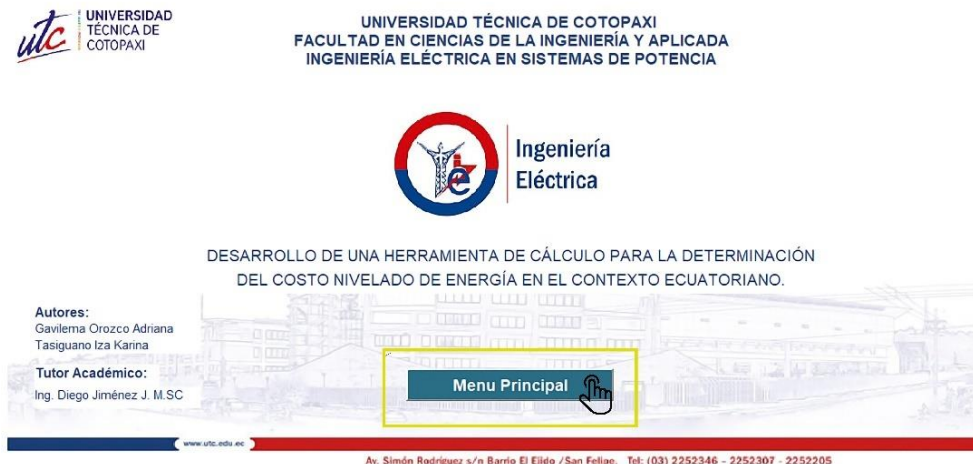 utc
UNIVERSIDAD
TÉCNICA DE
COTOPAXI
UNIVERSIDAD TÉCNICA DE COTOPAXI
FACULTAD EN CIENCIAS DE LA INGENIERÍA Y APLICADA
INGENIERÍA ELÉCTRICA EN SISTEMAS DE POTENCIA
Ingeniería
Eléctrica
DESARROLLO DE UNA HERRAMIENTA DE CÁLCULO PARA LA DETERMINACIÓN
DEL COSTO NIVELADO DE ENERGÍA EN EL CONTEXTO ECUATORIANO.
Autores:
Gavilema Orozco Adriana
Tasiguano Iza Karina
Tutor Académico:
Ing. Diego Jiménez J. M.SC
Menu Principal
www.utc.edu.ec
Av. Simón Rodríguez s/n Barrio El Ejido /San Felipe. Tel: (03) 2252346 - 2252307 - 2252205